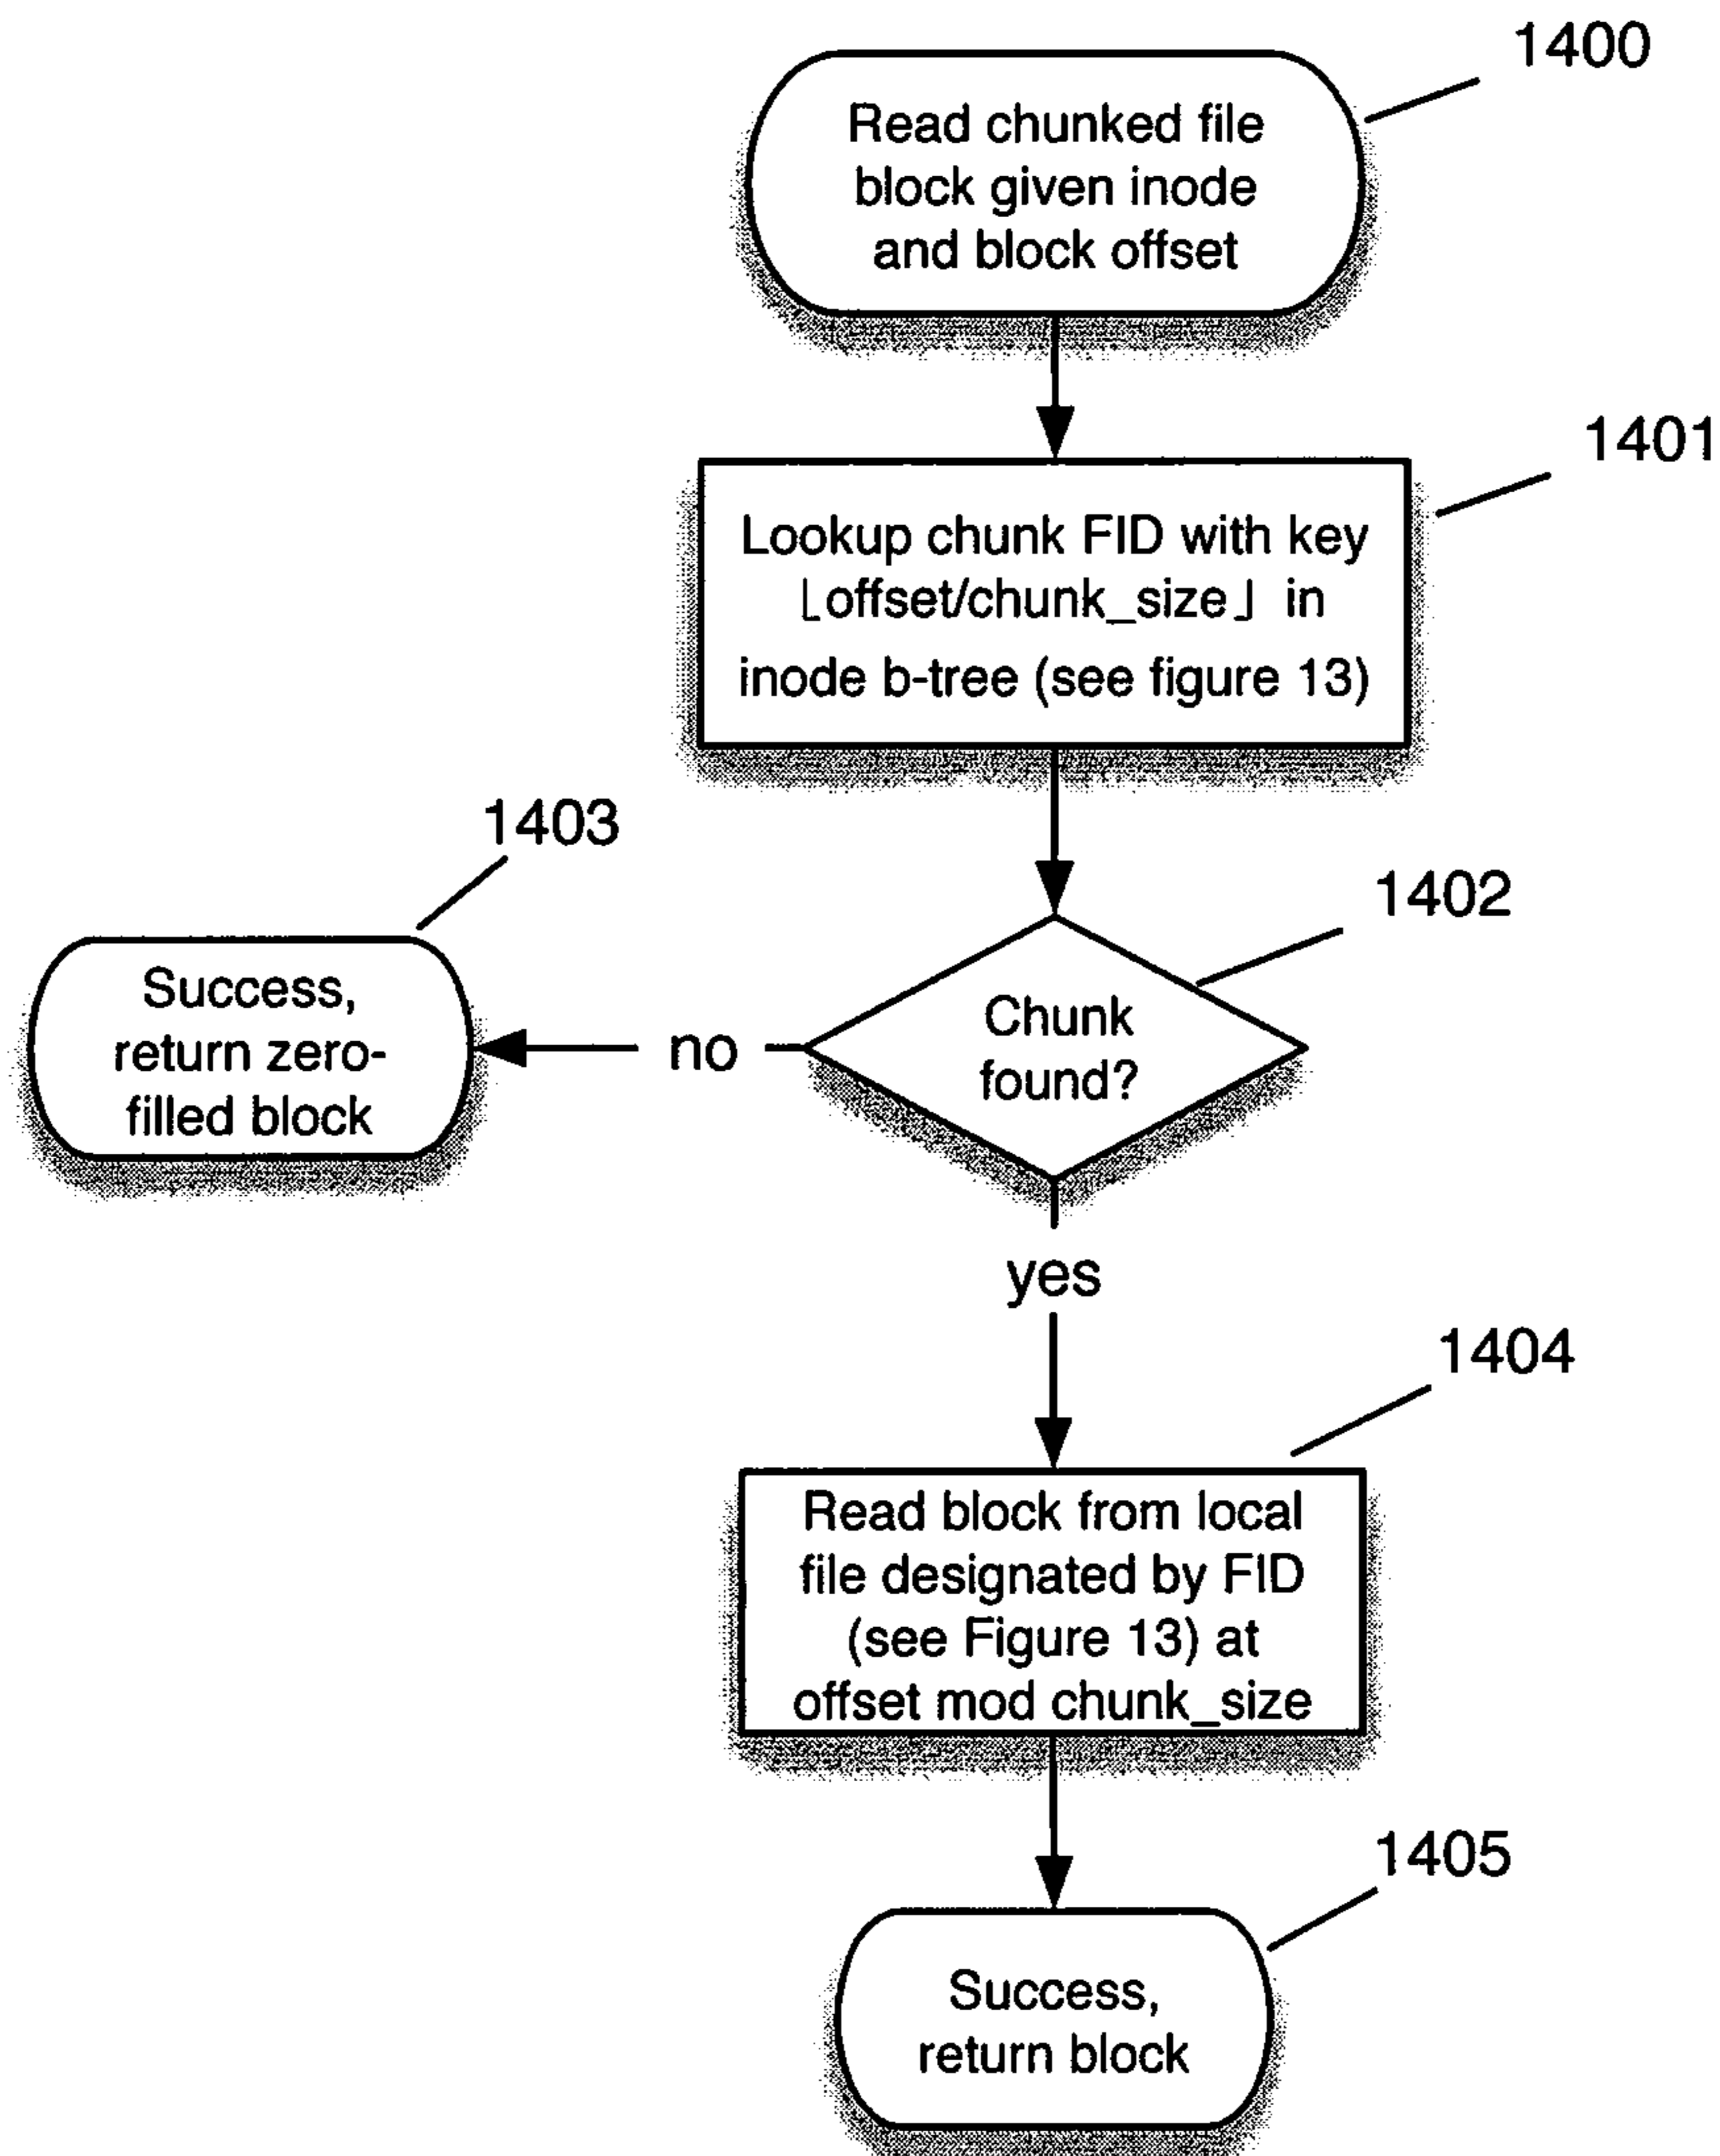 1400
Read chunked file
block given inode
and block offset
1401
Lookup chunk FID with key
⌊offset/chunk_size⌋ in
inode b-tree (see figure 13)
1403
1402
Success,
return zero-
filled block
no
Chunk
found?
yes
1404
Read block from local
file designated by FID
(see Figure 13) at
offset mod chunk_size
1405
Success,
return block